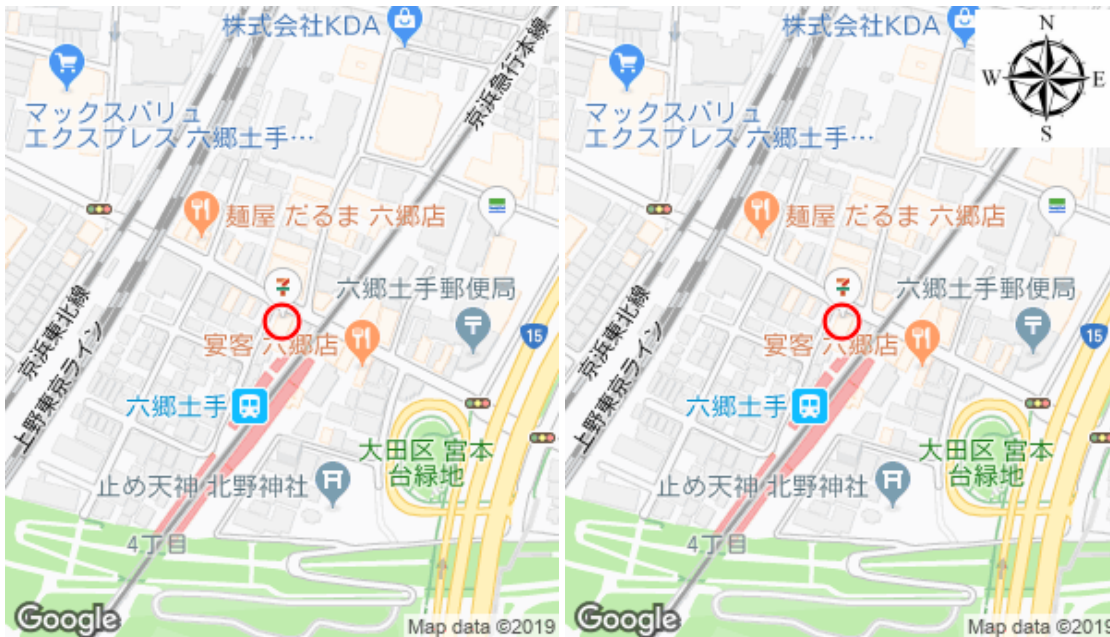 株式会社KDA
京浜急行本線
マックスバリュ
エクスプレス 六郷土手…
麺屋 だるま 六郷店
7
六郷土手郵便局
宴客 六郷店
15
京浜東北線
上野東京ライン
六郷土手
大田区 宮本
台緑地
止め天神 北野神社
4丁目
Google
Map data ©2019
株式会社KDA
N
W
E
S
マックスバリュ
エクスプレス 六郷土手…
麺屋 だるま 六郷店
7
六郷土手郵便局
宴客 六郷店
15
京浜東北線
上野東京ライン
六郷土手
大田区 宮本
台緑地
止め天神 北野神社
4丁目
Google
Map data ©2019